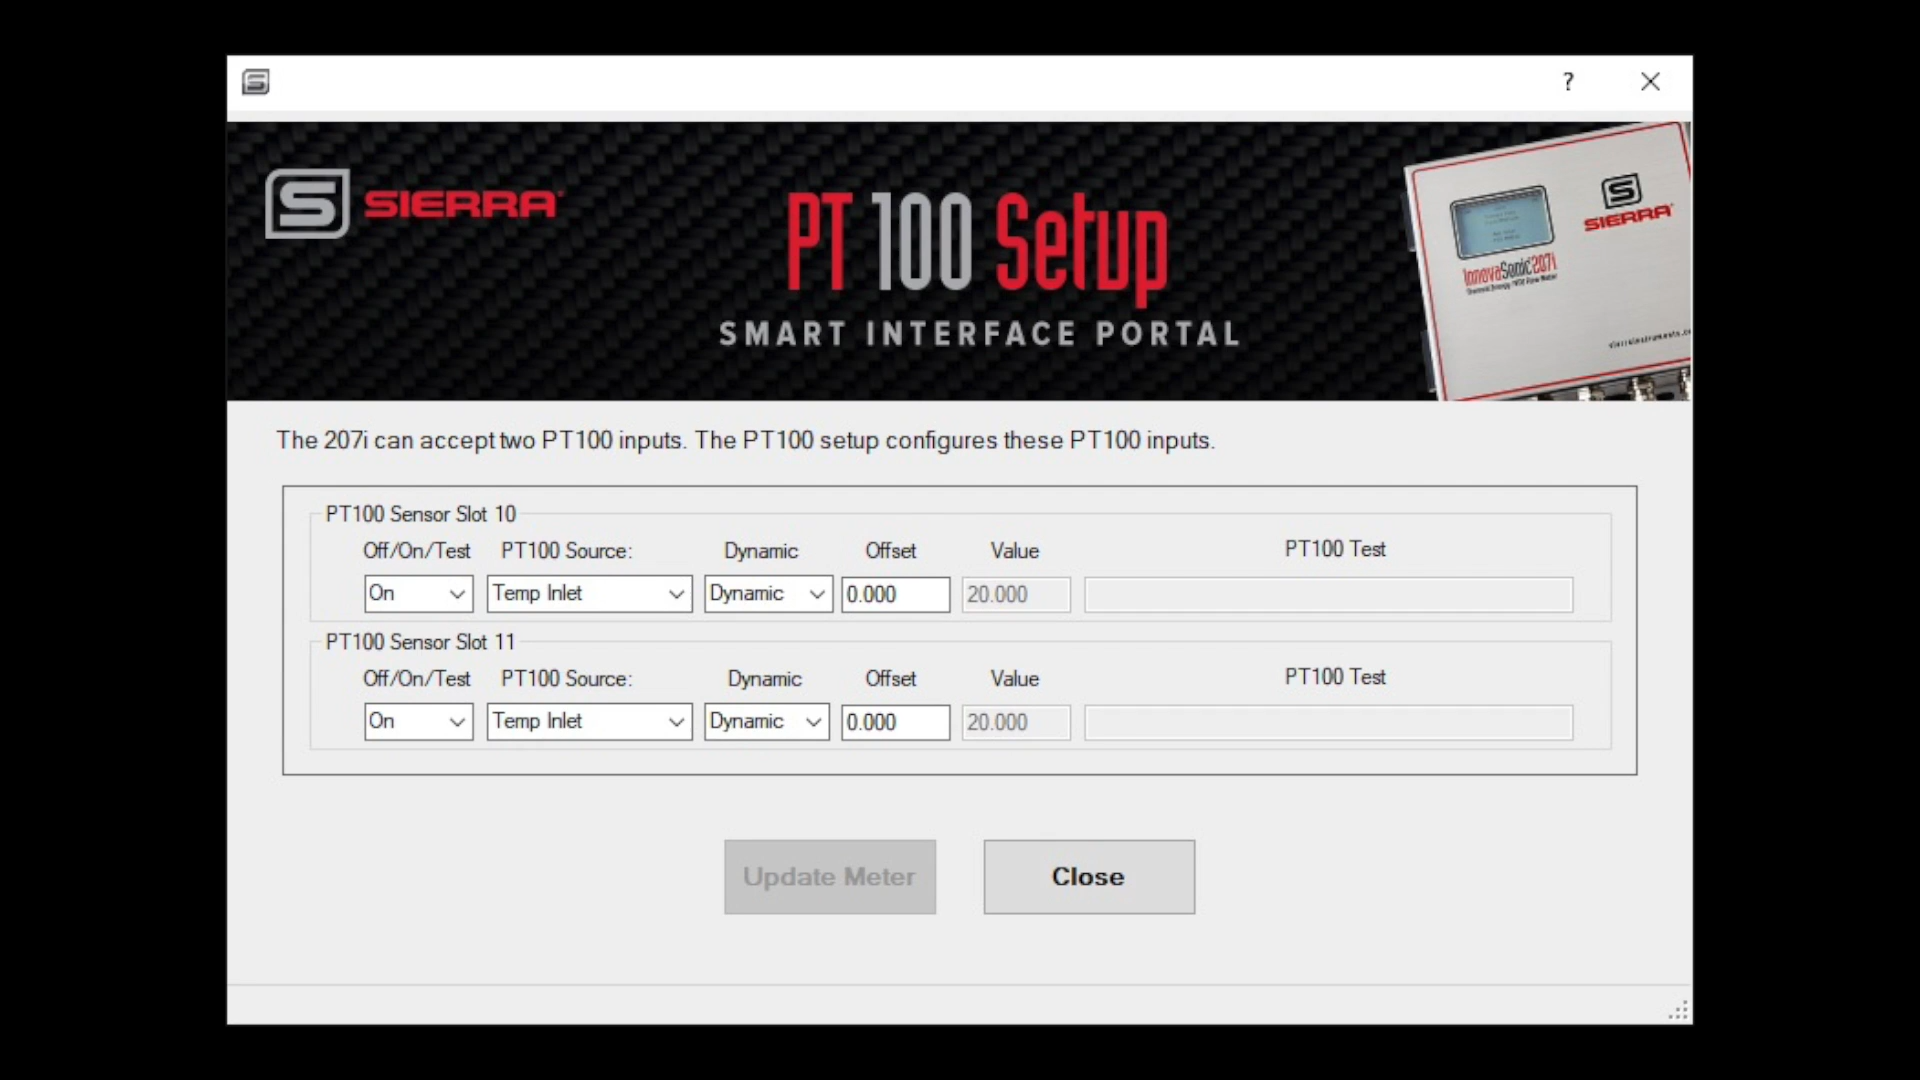 ?
SIERRA
PT 100 Setup
SMART INTERFACE PORTAL
SIERRA
InnovaSonic 207i
The 207i can accept two PT100 inputs. The PT100 setup configures these PT100 inputs.
PT100 Sensor Slot 10
Off/On/Test PT100 Source: Dynamic Offset Value PT100 Test
On Temp Inlet Dynamic 0.000 20.000
PT100 Sensor Slot 11
Off/On/Test PT100 Source: Dynamic Offset Value PT100 Test
On Temp Inlet Dynamic 0.000 20.000
Update Meter Close